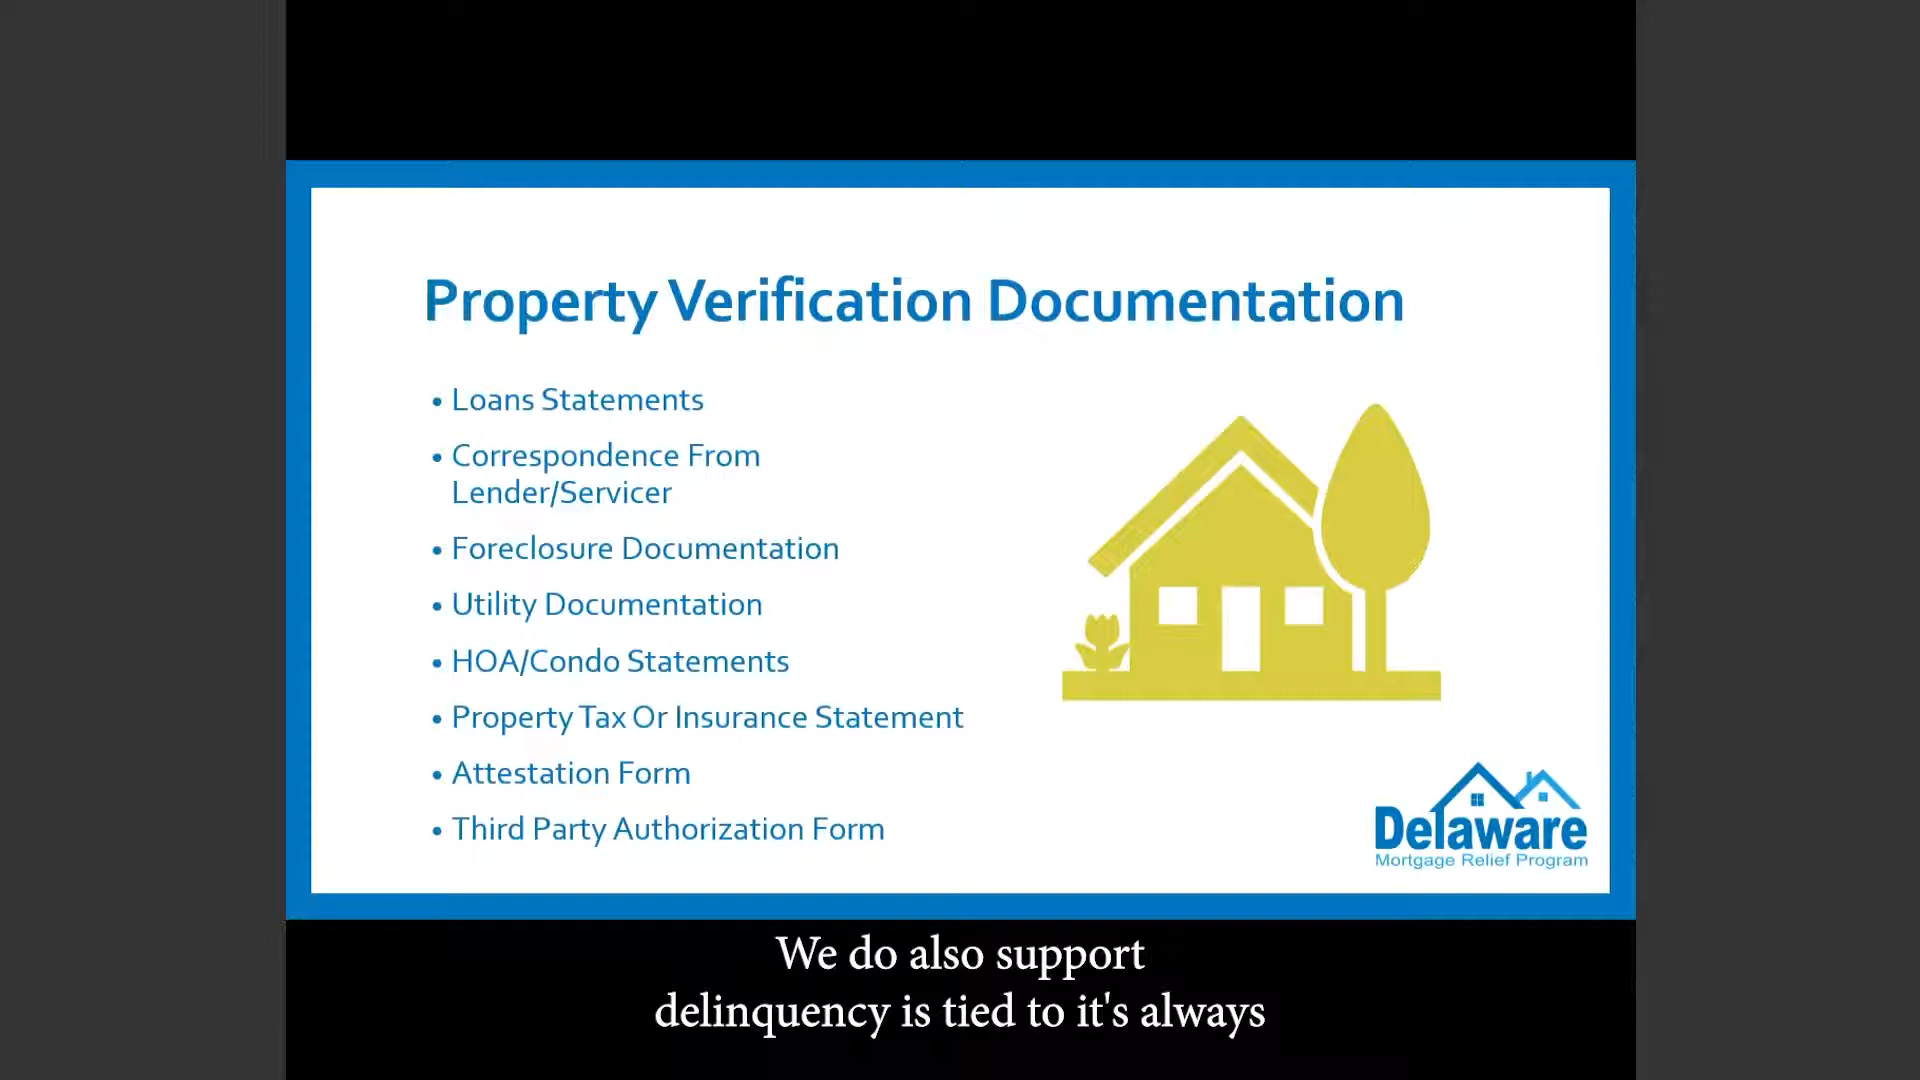 Property Verification Documentation
• Loans Statements
• Correspondence From
Lender/Servicer
• Foreclosure Documentation
• Utility Documentation
• HOA/Condo Statements
• Property Tax Or Insurance Statement
• Attestation Form
• Third Party Authorization Form
Delaware
Mortgage Relief Program
We do also support
delinquency is tied to it's always